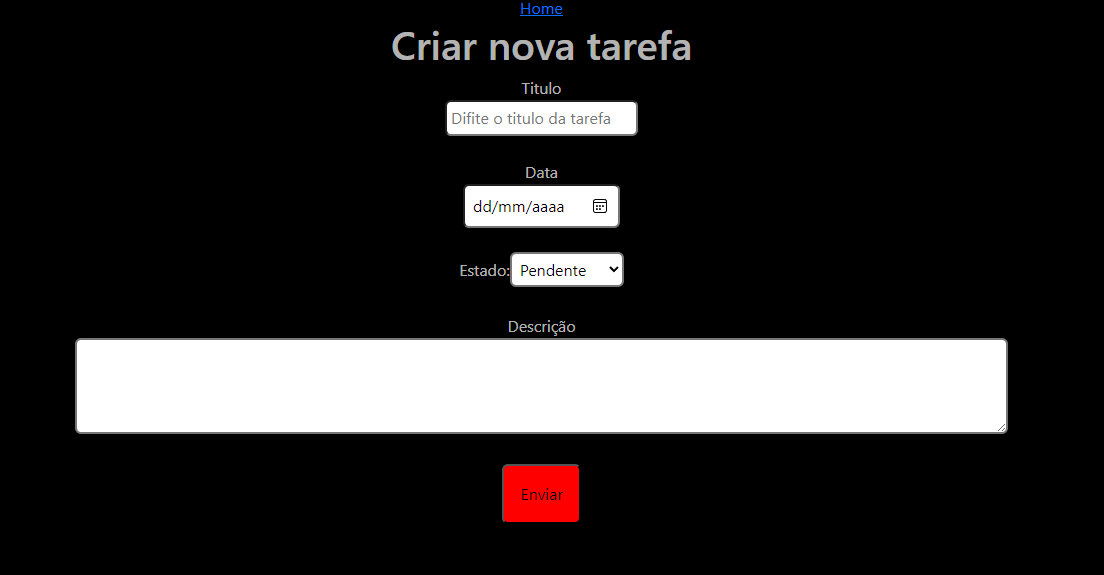 Home
Criar nova tarefa
Titulo
Difite o titulo da tarefa
Data
dd/mm/aaaa
Estado: Pendente
Descrição
Enviar